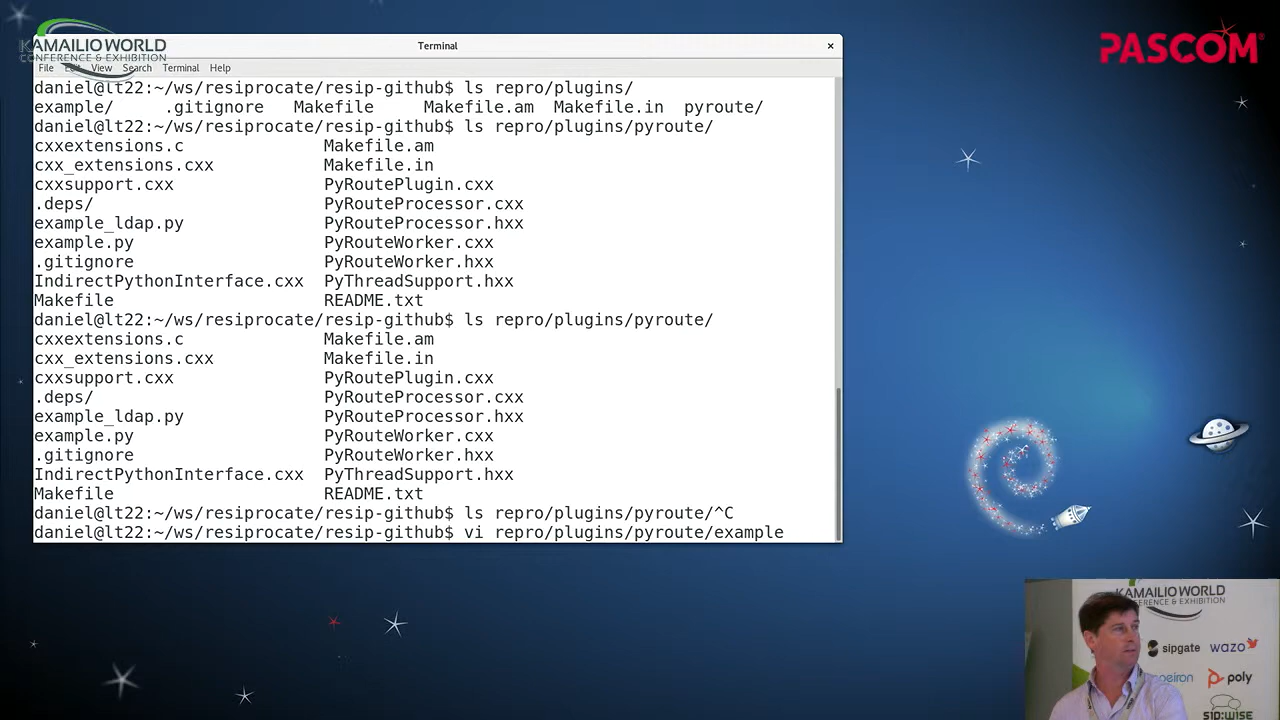 KAMAILIO WORLD
CONFERENCE & EXHIBITION
PASCOM
Terminal
File
View
Search
Terminal
Help
daniel@lt22:~/ws/resiprocate/resip-github$ ls repro/plugins/
example/ .gitignore Makefile Makefile.am Makefile.in pyroute/
daniel@lt22:~/ws/resiprocate/resip-github$ ls repro/plugins/pyroute/
cxxextensions.c Makefile.am
cxx_extensions.cxx Makefile.in
cxxsupport.cxx PyRoutePlugin.cxx
.deps/ PyRouteProcessor.cxx
example_ldap.py PyRouteProcessor.hxx
example.py PyRouteWorker.cxx
.gitignore PyRouteWorker.hxx
IndirectPythonInterface.cxx PyThreadSupport.hxx
Makefile README.txt
daniel@lt22:~/ws/resiprocate/resip-github$ ls repro/plugins/pyroute/
cxxextensions.c Makefile.am
cxx_extensions.cxx Makefile.in
cxxsupport.cxx PyRoutePlugin.cxx
.deps/ PyRouteProcessor.cxx
example_ldap.py PyRouteProcessor.hxx
example.py PyRouteWorker.cxx
.gitignore PyRouteWorker.hxx
IndirectPythonInterface.cxx PyThreadSupport.hxx
Makefile README.txt
daniel@lt22:~/ws/resiprocate/resip-github$ ls repro/plugins/pyroute/^C
daniel@lt22:~/ws/resiprocate/resip-github$ vi repro/plugins/pyroute/example
KAMAILIO WORLD
CONFERENCE & EXHIBITION
sipgate
wazo
poly
sip:wise